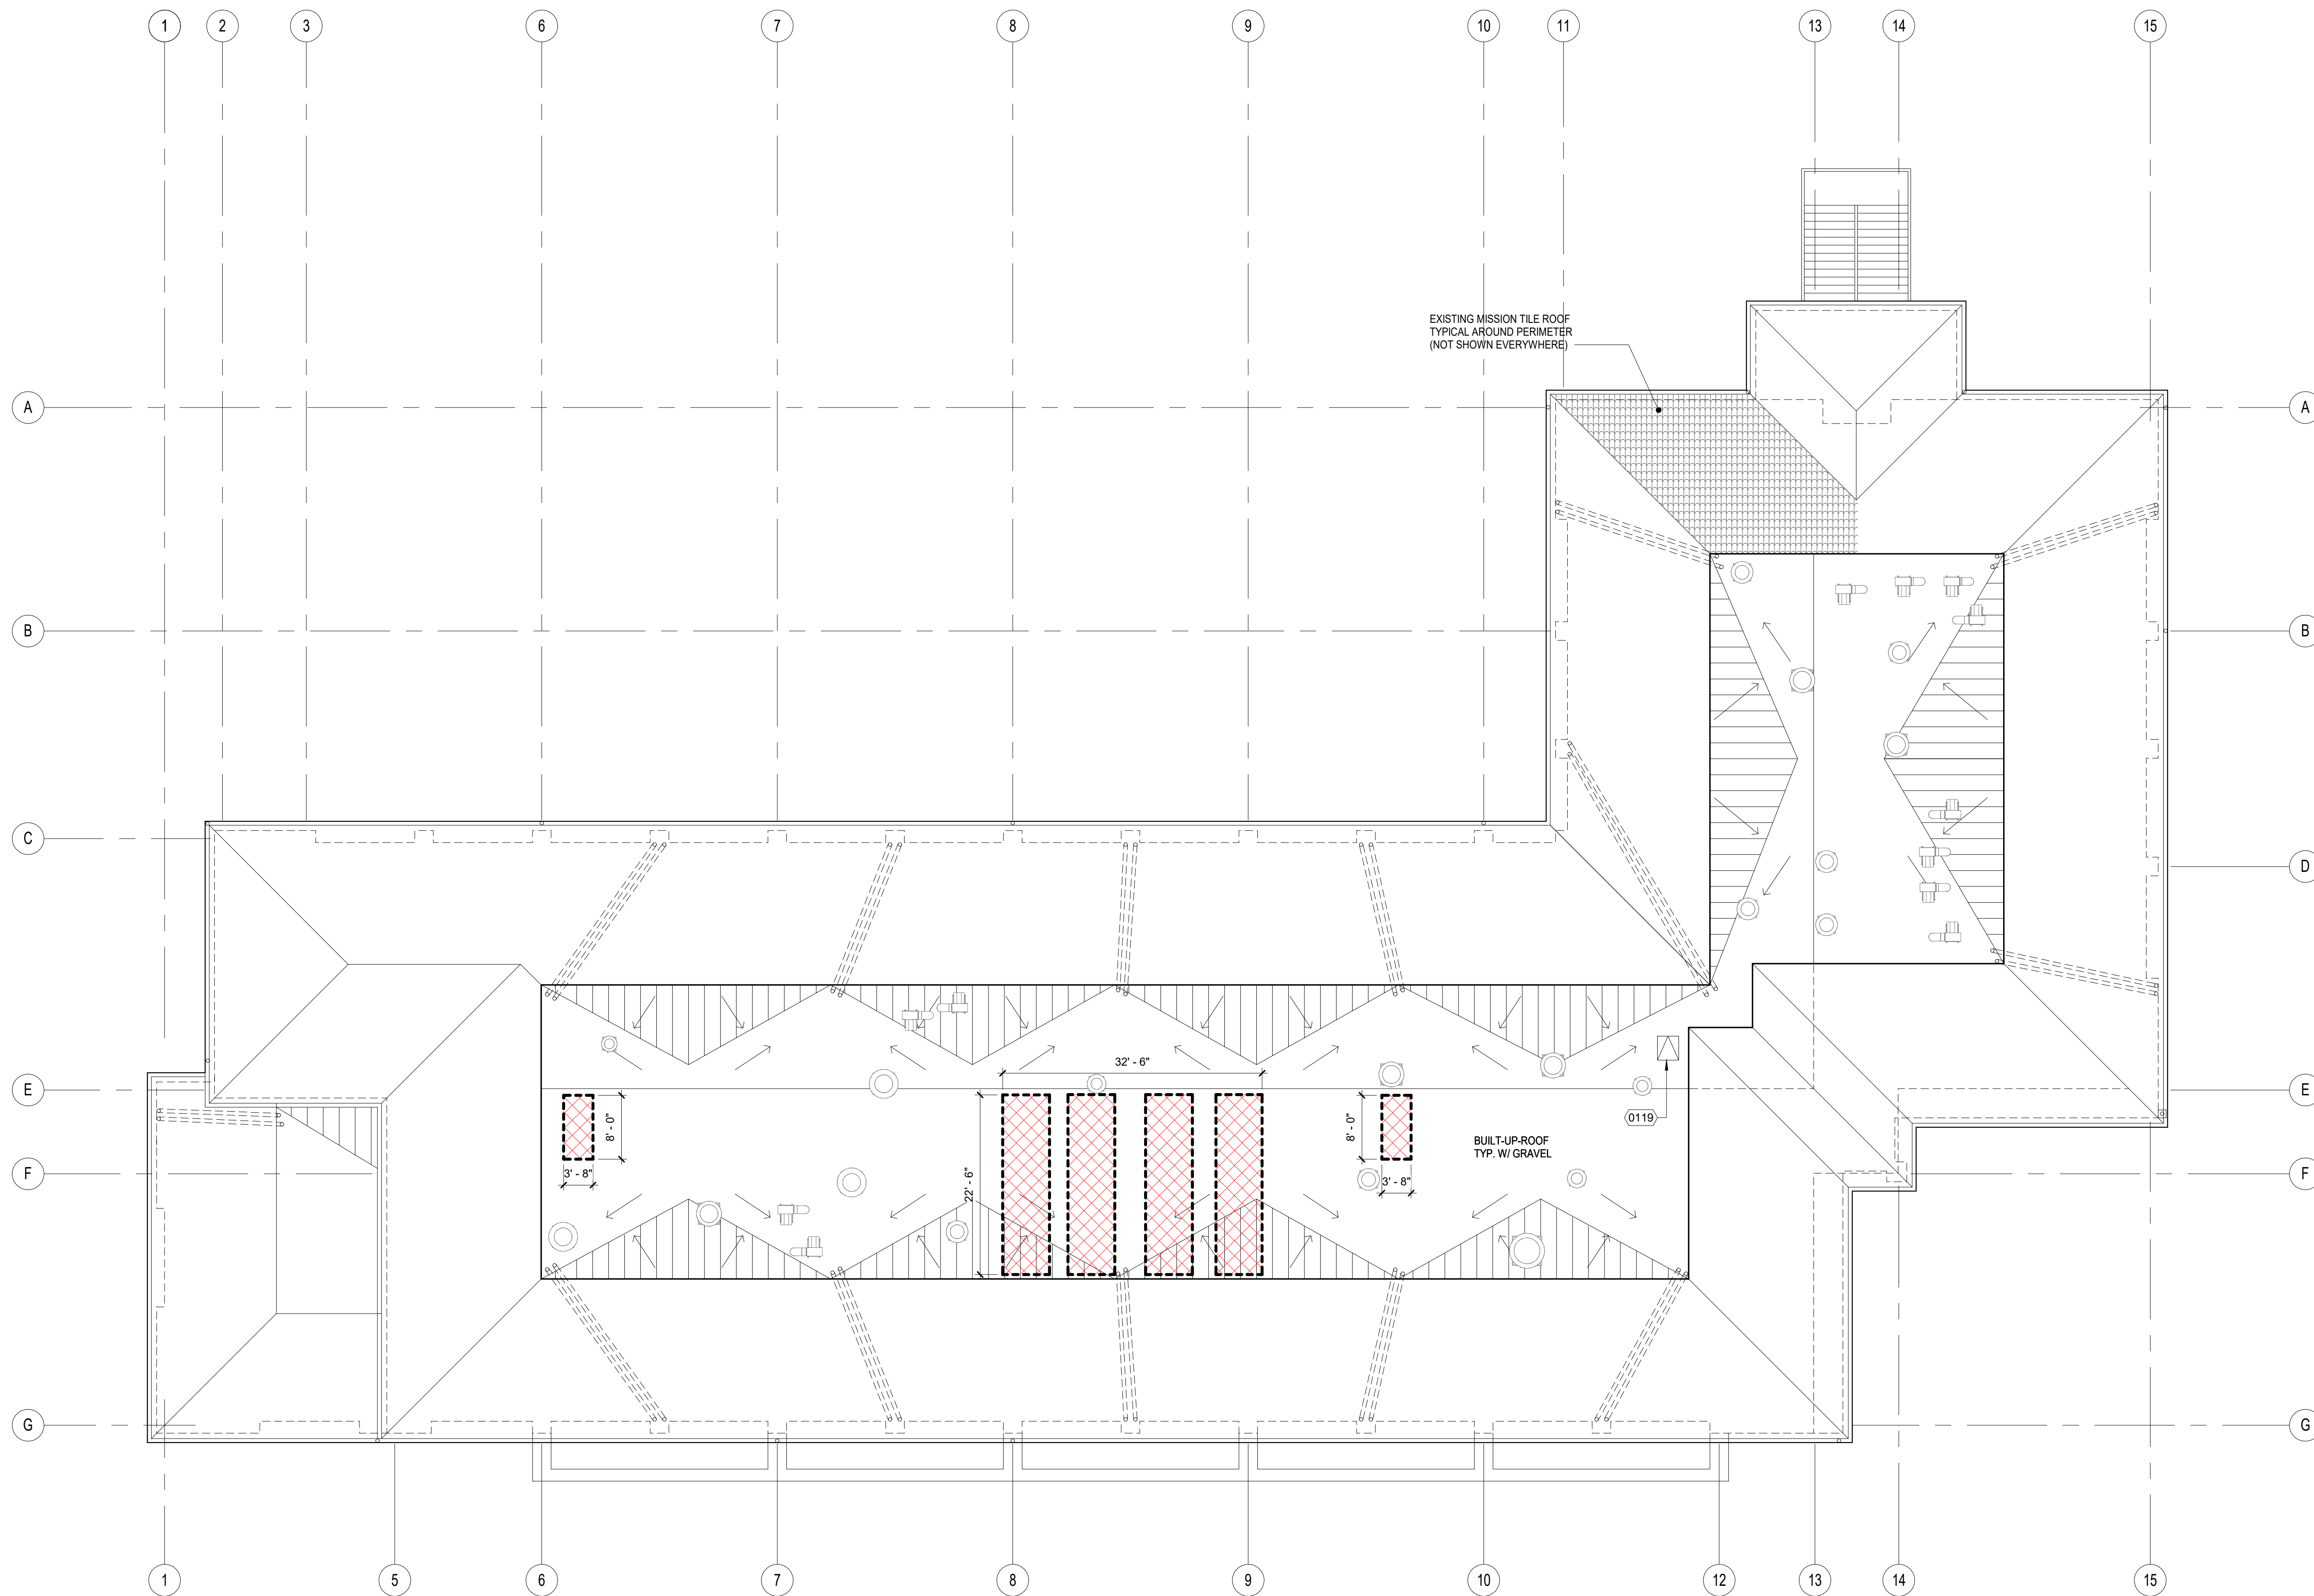 1 2 3 6 7 8 9 10 11 13 14 15
EXISTING MISSION TILE ROOF
TYPICAL AROUND PERIMETER
(NOT SHOWN EVERYWHERE)
A A
B B
C D
32' - 6"
E E
0119
8' - 0" 8' - 0"
BUILT-UP-ROOF
TYP. W/ GRAVEL
F F
3' - 8" 22' - 6" 3' - 8"
G G
1 5 6 7 8 9 10 12 13 14 15